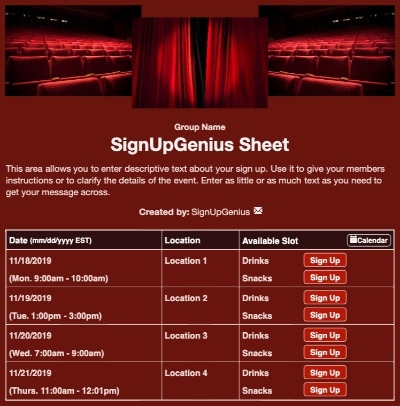 Group Name
SignUpGenius Sheet
This area allows you to enter descriptive text about your sign up. Use it to give your members
instructions or to clarify the details of the event. Enter as little or as much text as you need to
get your message across.
Created by: SignUpGenius
Date (mm/dd/yyyy EST) Location Available Slot Calendar
11/18/2019 Location 1 Drinks Sign Up
(Mon. 9:00am - 10:00am) Snacks Sign Up
11/19/2019 Location 2 Drinks Sign Up
(Tue. 1:00pm - 3:00pm) Snacks Sign Up
11/20/2019 Location 3 Drinks Sign Up
(Wed. 7:00am - 9:00am) Snacks Sign Up
11/21/2019 Location 4 Drinks Sign Up
(Thurs. 11:00am - 12:01pm) Snacks Sign Up